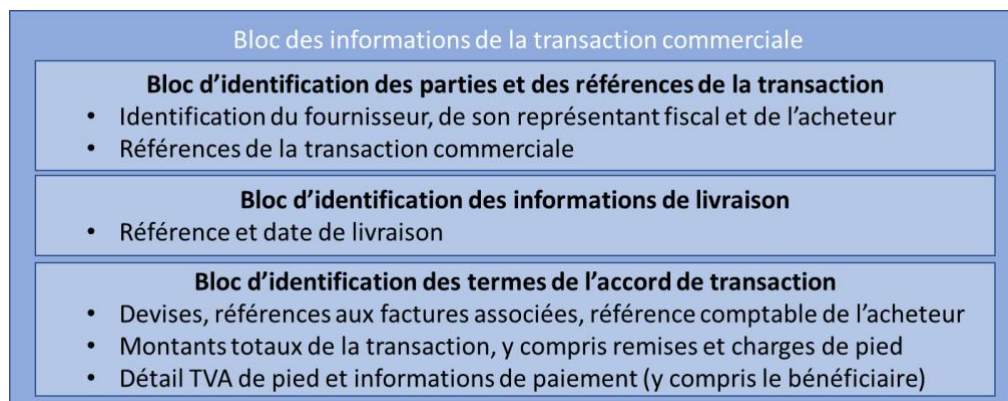 Bloc des informations de la transaction commerciale
Bloc d’identification des parties et des références de la transaction
• Identification du fournisseur, de son représentant fiscal et de l’acheteur
• Références de la transaction commerciale
Bloc d’identification des informations de livraison
• Référence et date de livraison
Bloc d’identification des termes de l’accord de transaction
• Devises, références aux factures associées, référence comptable de l’acheteur
• Montants totaux de la transaction, y compris remises et charges de pied
• Détail TVA de pied et informations de paiement (y compris le bénéficiaire)